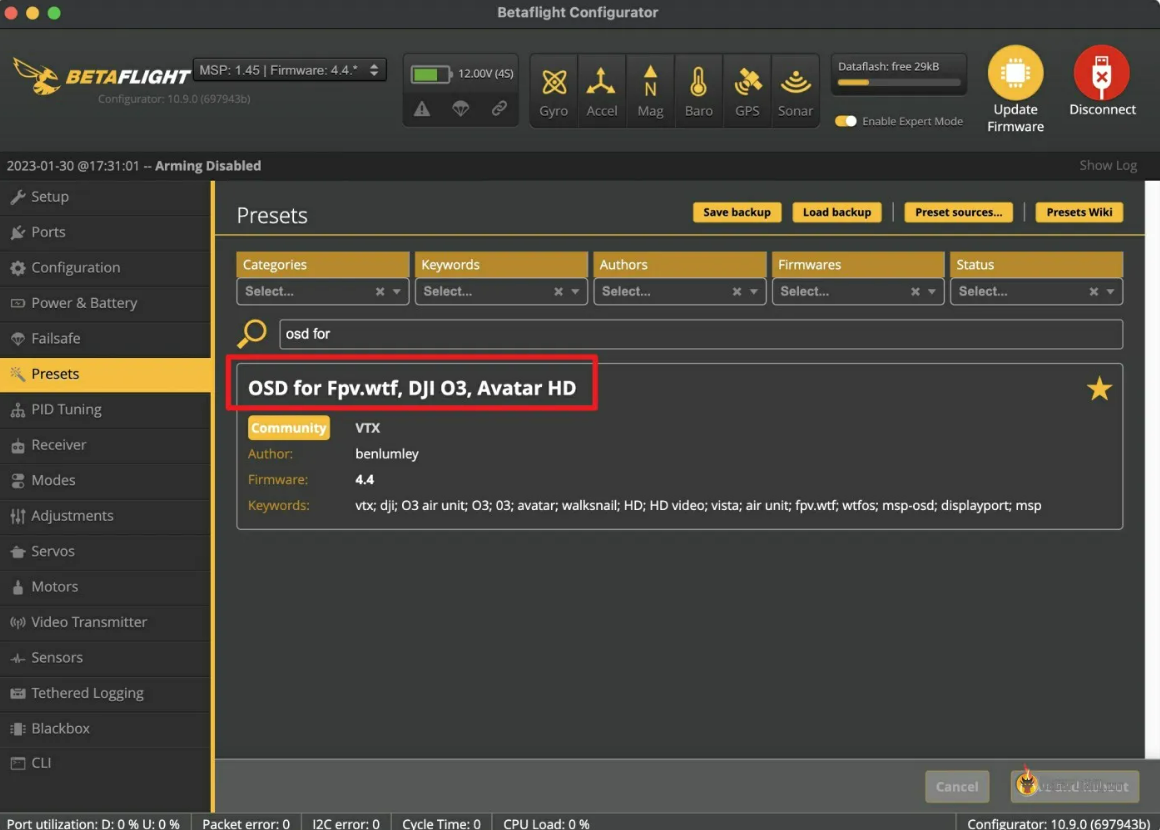 Betaflight Configurator
BETAFLIGHT
Configurator: 10.9.0 (697943b)
MSP: 1.45 | Firmware: 4.4.*
12.00V (4S)
Gyro
Accel
N
Mag
Baro
GPS
Sonar
Dataflash: free 29kB
Enable Expert Mode
Update
Firmware
Disconnect
2023-01-30 @17:31:01 -- Arming Disabled
Show Log
Setup
Ports
Configuration
Power & Battery
Failsafe
Presets
PID Tuning
Receiver
Modes
Adjustments
Servos
Motors
Video Transmitter
Sensors
Tethered Logging
Blackbox
CLI
Presets
Save backup
Load backup
Preset sources...
Presets Wiki
Categories
Keywords
Authors
Firmwares
Status
Select...
Select...
Select...
Select...
Select...
osd for
OSD for Fpv.wtf, DJI O3, Avatar HD
Community
VTX
Author: benlumley
Firmware: 4.4
Keywords: vtx; dji; O3 air unit; O3; 03; avatar; walksnail; HD; HD video; vista; air unit; fpv.wtf; wtfos; msp-osd; displayport; msp
Cancel
Port utilization: D: 0 % U: 0 %
Packet error: 0
I2C error: 0
Cycle Time: 0
CPU Load: 0 %
Configurator: 10.9.0 (697943b)